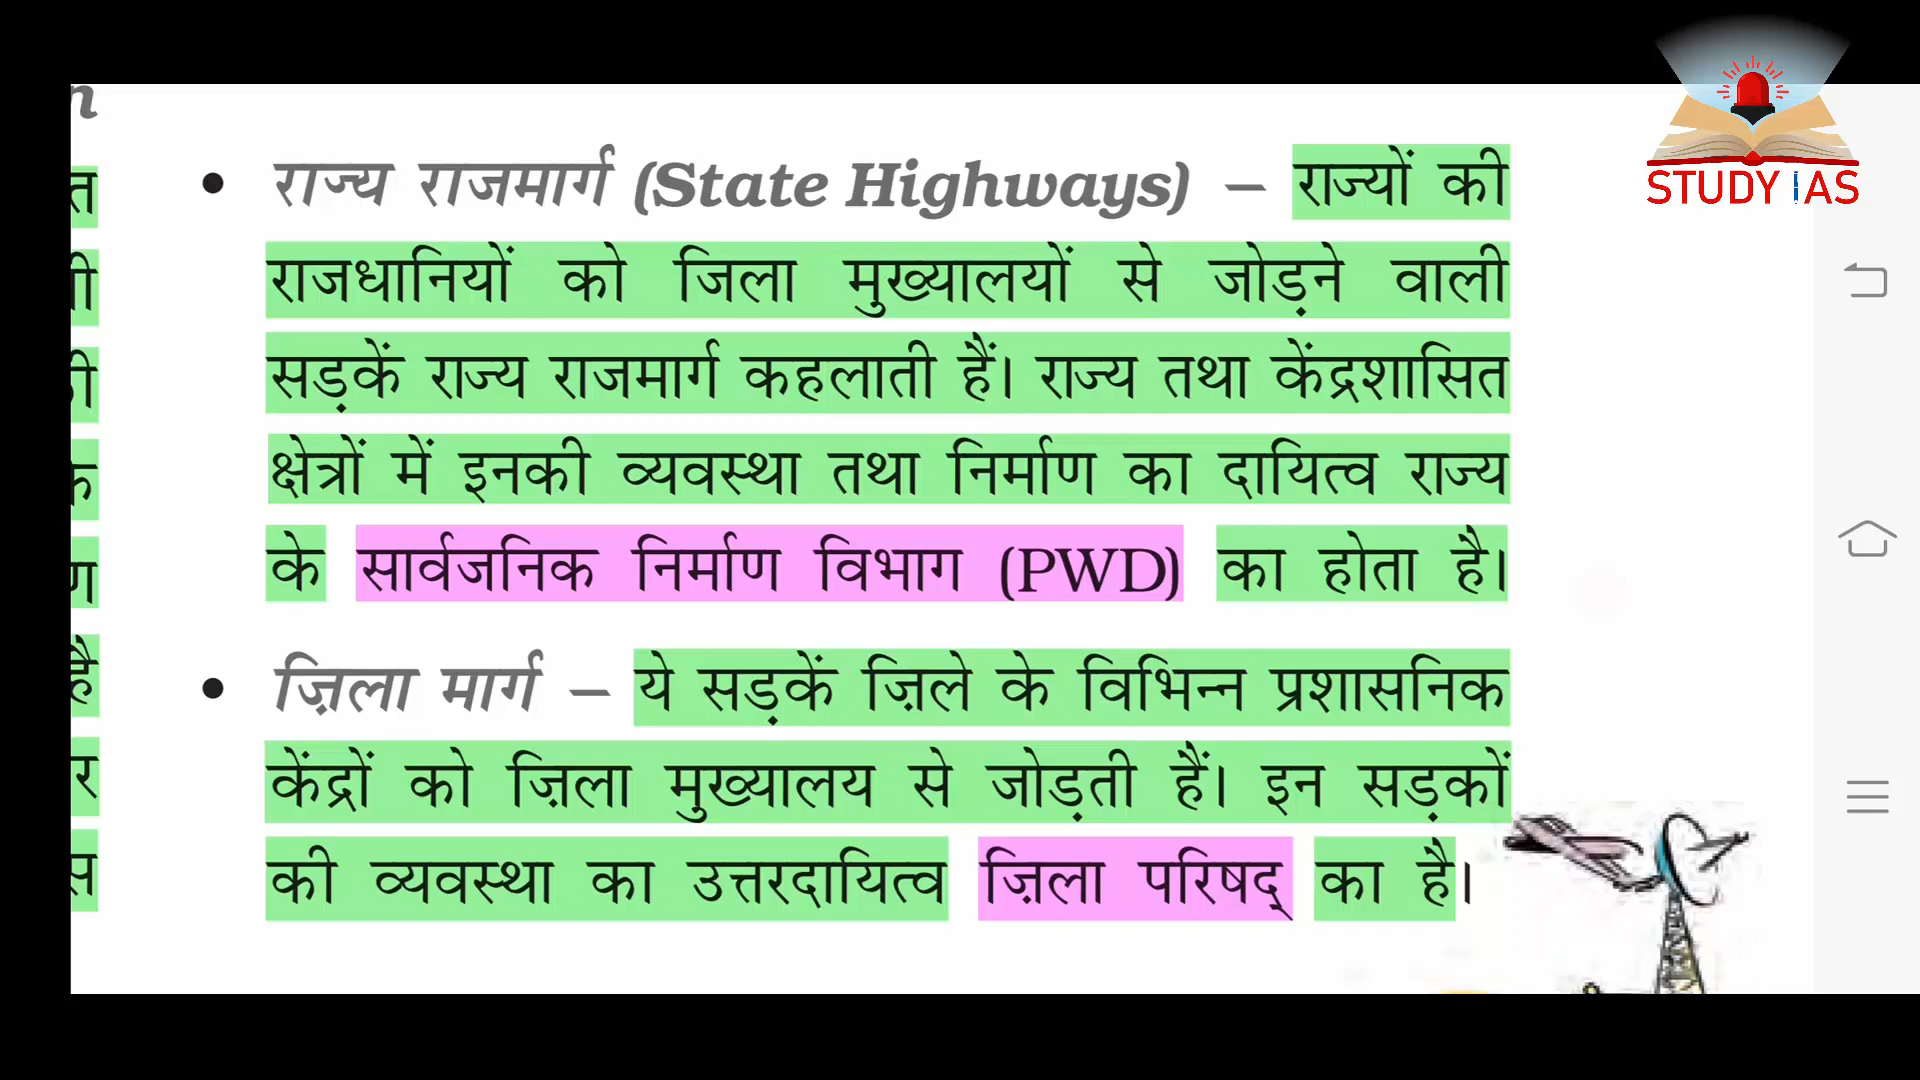 STUDY IAS
• राज्य राजमार्ग (State Highways) – राज्यों की
राजधानियों को जिला मुख्यालयों से जोड़ने वाली
सड़कें राज्य राजमार्ग कहलाती हैं। राज्य तथा केंद्रशासित
क्षेत्रों में इनकी व्यवस्था तथा निर्माण का दायित्व राज्य
के सार्वजनिक निर्माण विभाग (PWD) का होता है।
• ज़िला मार्ग – ये सड़कें ज़िले के विभिन्न प्रशासनिक
केंद्रों को ज़िला मुख्यालय से जोड़ती हैं। इन सड़कों
की व्यवस्था का उत्तरदायित्व ज़िला परिषद् का है।